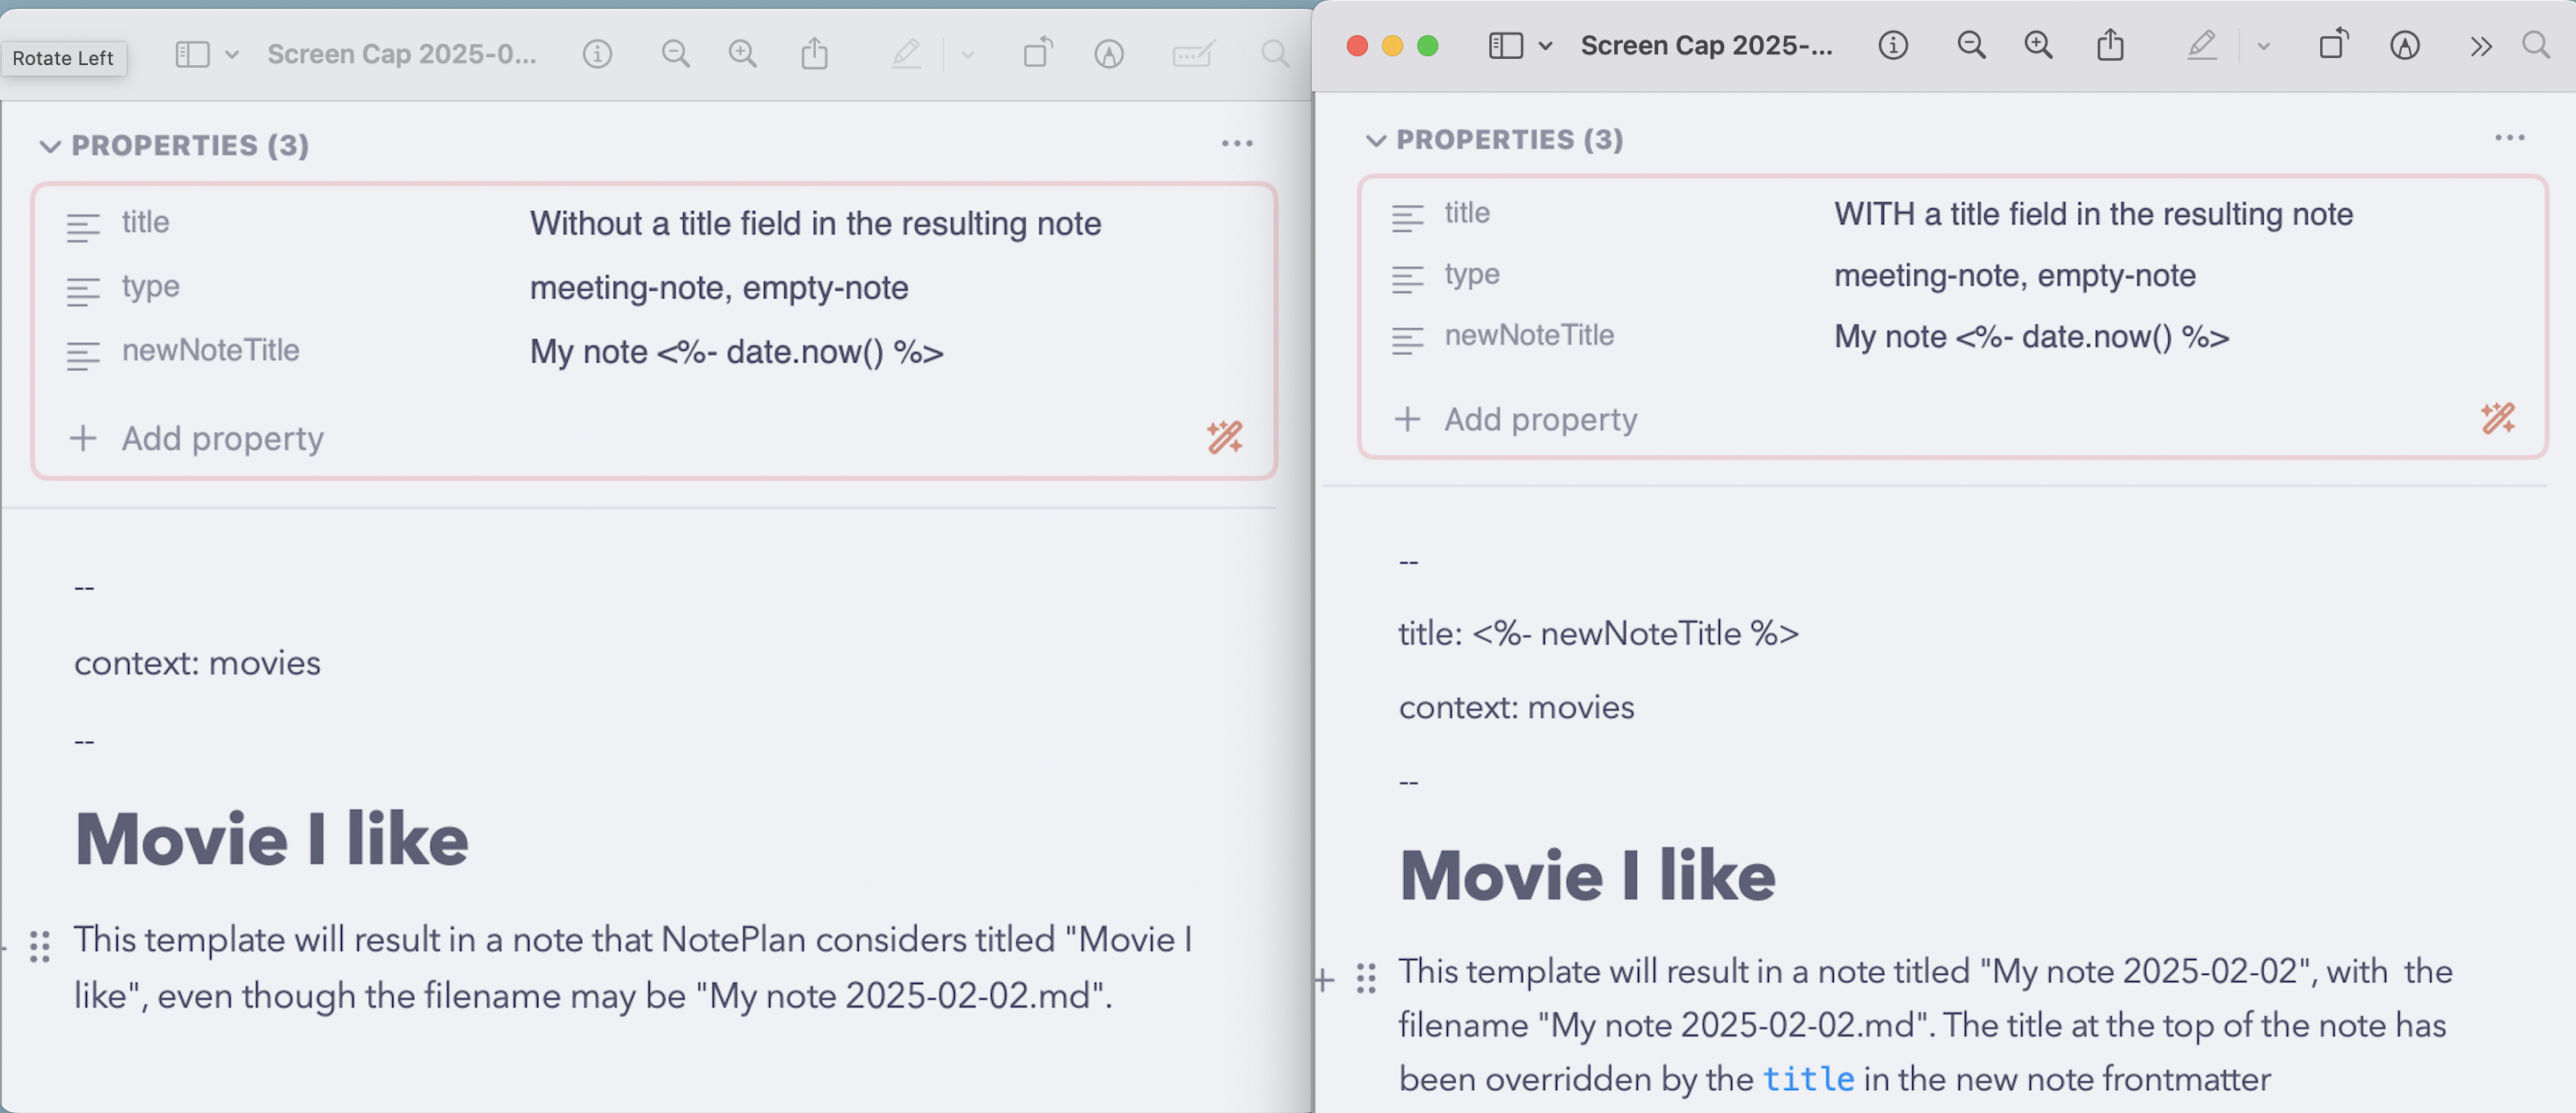 Rotate Left
Screen Cap 2025-0...
PROPERTIES (3)
title
Without a title field in the resulting note
type
meeting-note, empty-note
newNoteTitle
My note <%- date.now() %>
Add property
--
context: movies
--
Movie I like
This template will result in a note that NotePlan considers titled "Movie I
like", even though the filename may be "My note 2025-02-02.md".
Screen Cap 2025-...
PROPERTIES (3)
title
WITH a title field in the resulting note
type
meeting-note, empty-note
newNoteTitle
My note <%- date.now() %>
Add property
--
title: <%- newNoteTitle %>
context: movies
--
Movie I like
This template will result in a note titled "My note 2025-02-02", with  the
filename "My note 2025-02-02.md". The title at the top of the note has
been overridden by the title in the new note frontmatter